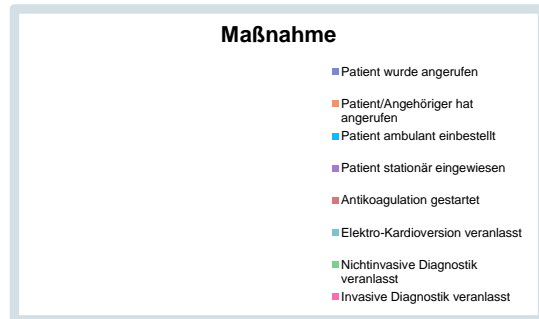 Maßnahme
Patient wurde angerufen
Patient/Angehöriger hat
angerufen
Patient ambulant einbestellt
Patient stationär eingewiesen
Antikoagulation gestartet
Elektro-Kardioversion veranlasst
Nichtinvasive Diagnostik
veranlasst
Invasive Diagnostik veranlasst